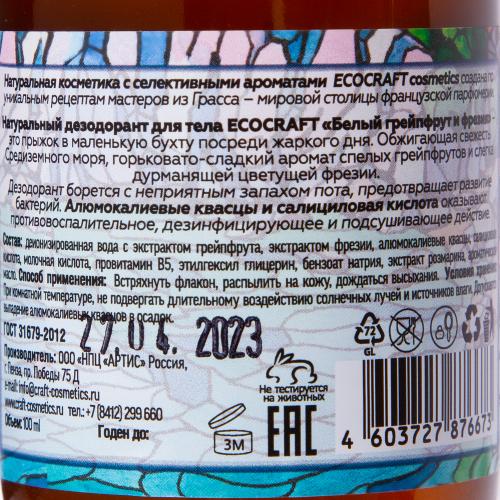 Натуральная косметика с селективными ароматами ECOCRAFT cosmetics создана по
уникальным рецептам мастеров из Грасса – мировой столицы французской парфюмерии.
Натуральный дезодорант для тела ECOCRAFT «Белый грейпфрут и фрезия» -
это прыжок в маленькую бухту посреди жаркого дня. Обжигающая свежесть
Средиземного моря, горьковато-сладкий аромат спелых грейпфрутов и слегка
дурманящей цветущей фрезии.
Дезодорант борется с неприятным запахом пота, предотвращает развитие
бактерий. Алюмокалиевые квасцы и салициловая кислота оказывают
противовоспалительное, дезинфицирующее и подсушивающее действие.
Состав: деионизированная вода с экстрактом грейпфрута, экстрактом фрезии, алюмокалиевые квасцы, салициловая
кислота, молочная кислота, провитамин B5, этилгексил глицерин, бензоат натрия, экстракт розмарина,
масло. Способ применения: Встряхнуть флакон, распылить на кожу, дождаться высыхания. Условия хранения
При комнатной температуре, не подвергать длительному воздействию солнечных лучей и источников влаги.
выпадение алюмокалиевых квасцов в осадок.
ГОСТ 31679-2012 27 04. 2023
Производитель: ООО «НПЦ «АРТИС» Россия,
г. Пенза, пр. Победы 75 Д
e-mail info@craft-cosmetics.ru
www.craft-cosmetics.ru тел.: +7 (8412) 299 660
Объем: 100 ml
Годен до:
3М
Не тестируется
на животных
EAC
72
GL
4 603727 876673